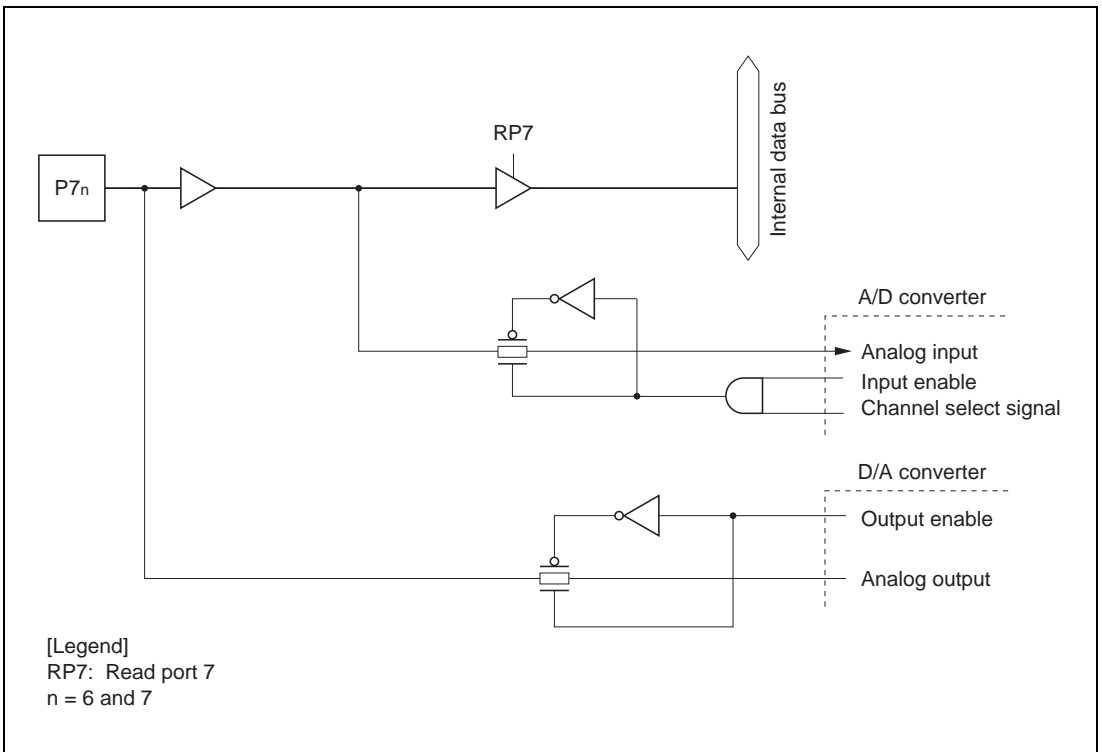 RP7
P7n
Internal data bus
A/D converter
Analog input
Input enable
Channel select signal
D/A converter
Output enable
Analog output
[Legend]
RP7: Read port 7
n = 6 and 7